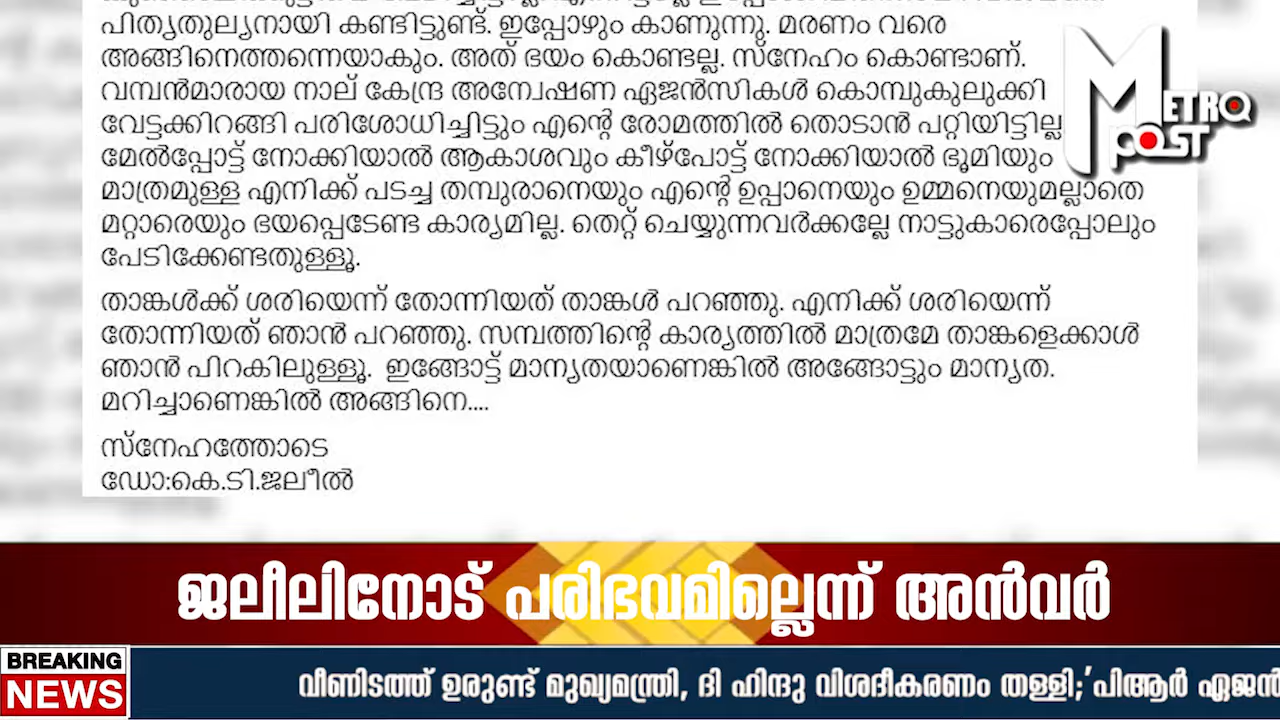 പിതൃതുല്യനായി കണ്ടിട്ടുണ്ട്. ഇപ്പോഴും കാണുന്നു. മരണം വരെ
അങ്ങിനെത്തന്നെയാകും. അത് ഭയം കൊണ്ടല്ല. സ്നേഹം കൊണ്ടാണ്.
വമ്പൻമാരായ നാല് കേന്ദ്ര അന്വേഷണ ഏജൻസികൾ കൊമ്പുകുലുക്കി
വേട്ടക്കിറങ്ങി പരിശോധിച്ചിട്ടും എന്റെ രോമത്തിൽ തൊടാൻ പറ്റിയിട്ടില്ല.
മേൽപ്പോട്ട് നോക്കിയാൽ ആകാശവും കീഴ്പോട്ട് നോക്കിയാൽ ഭൂമിയും
മാത്രമുള്ള എനിക്ക് പടച്ച തമ്പുരാനെയും എന്റെ ഉപ്പാനെയും ഉമ്മനെയുമല്ലാതെ
മറ്റാരെയും ഭയപ്പെടേണ്ട കാര്യമില്ല. തെറ്റ് ചെയ്യുന്നവർക്കല്ലേ നാട്ടുകാരെപ്പോലും
പേടിക്കേണ്ടതുള്ളൂ.
താങ്കൾക്ക് ശരിയെന്ന് തോന്നിയത് താങ്കൾ പറഞ്ഞു. എനിക്ക് ശരിയെന്ന്
തോന്നിയത് ഞാൻ പറഞ്ഞു. സമ്പത്തിന്റെ കാര്യത്തിൽ മാത്രമേ താങ്കളെക്കാൾ
ഞാൻ പിറകിലുള്ളൂ. ഇങ്ങോട്ട് മാന്യതയാണെങ്കിൽ അങ്ങോട്ടും മാന്യത.
മറിച്ചാണെങ്കിൽ അങ്ങിനെ....
സ്നേഹത്തോടെ
ഡോ:കെ.ടി.ജലീൽ
METRO
POST
ജലീലിനോട് പരിഭവമില്ലെന്ന് അൻവർ
BREAKING
NEWS
വീണിടത്ത് ഉരുണ്ട് മുഖ്യമന്ത്രി, ദി ഹിന്ദു വിശദീകരണം തള്ളി;'പിആർ ഏജൻ